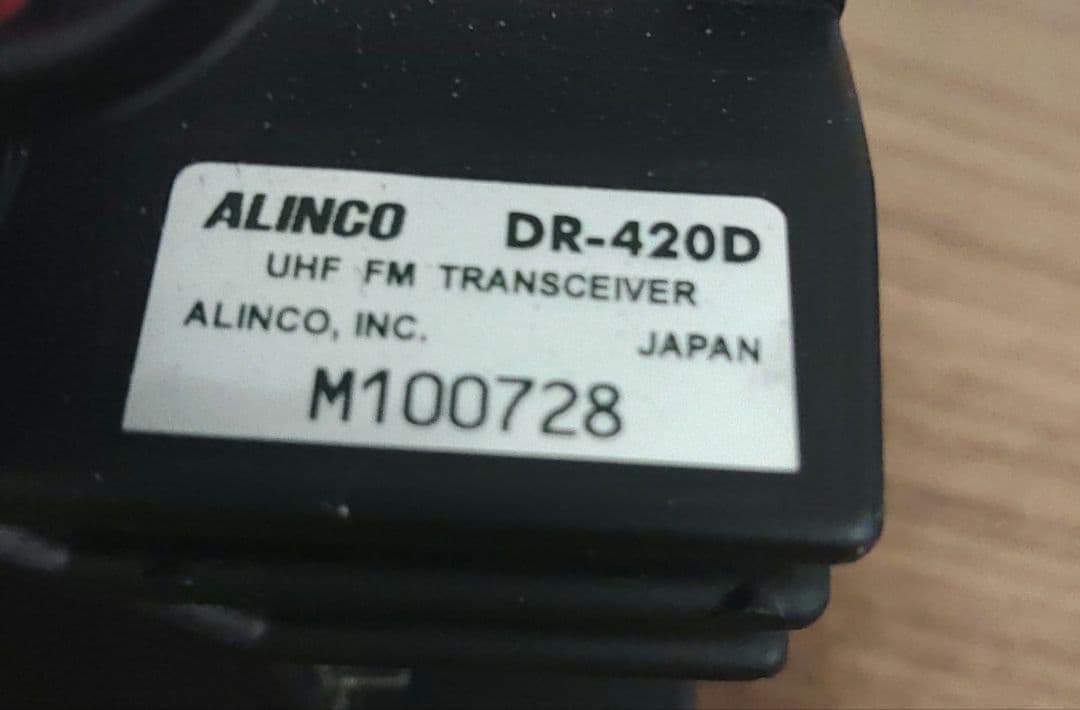 ALINCO DR-420D
UHF FM TRANSCEIVER
ALINCO, INC. JAPAN
M100728